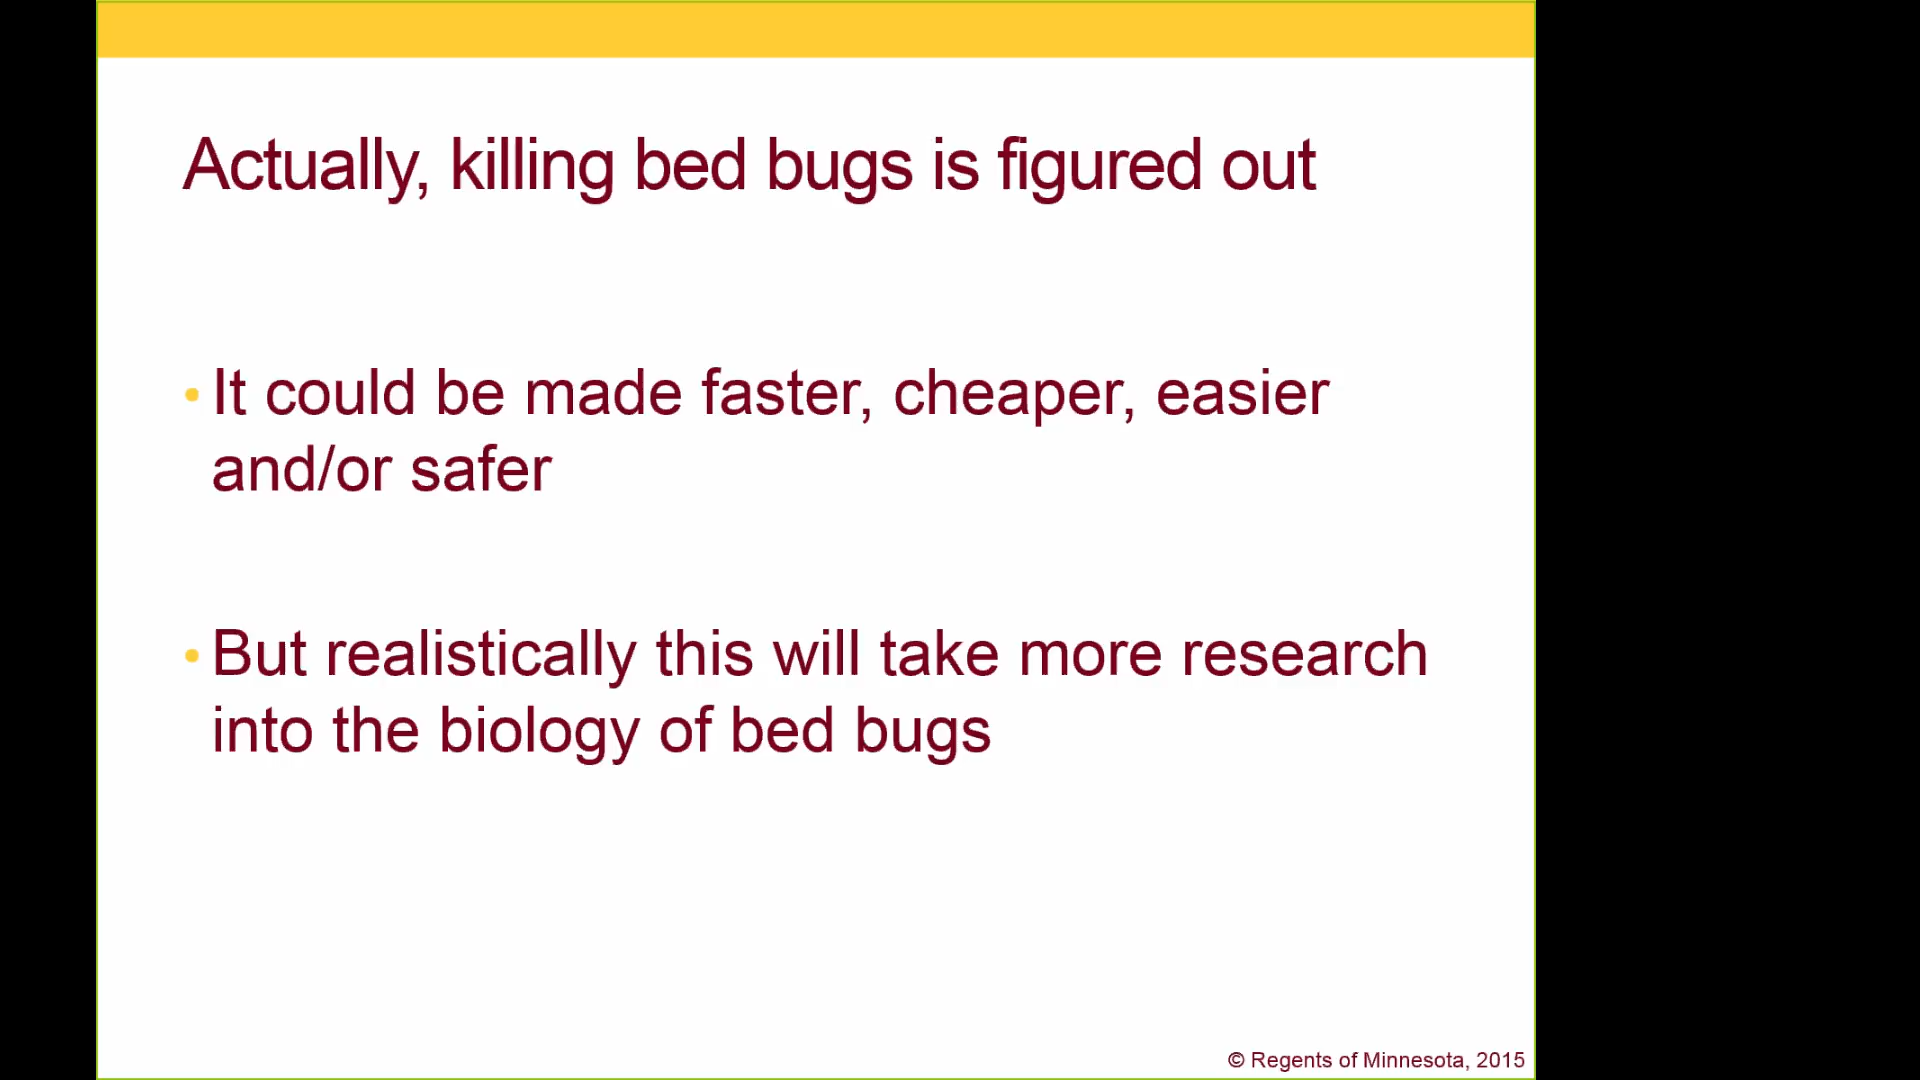 Actually, killing bed bugs is figured out
• It could be made faster, cheaper, easier
and/or safer
• But realistically this will take more research
into the biology of bed bugs
© Regents of Minnesota, 2015